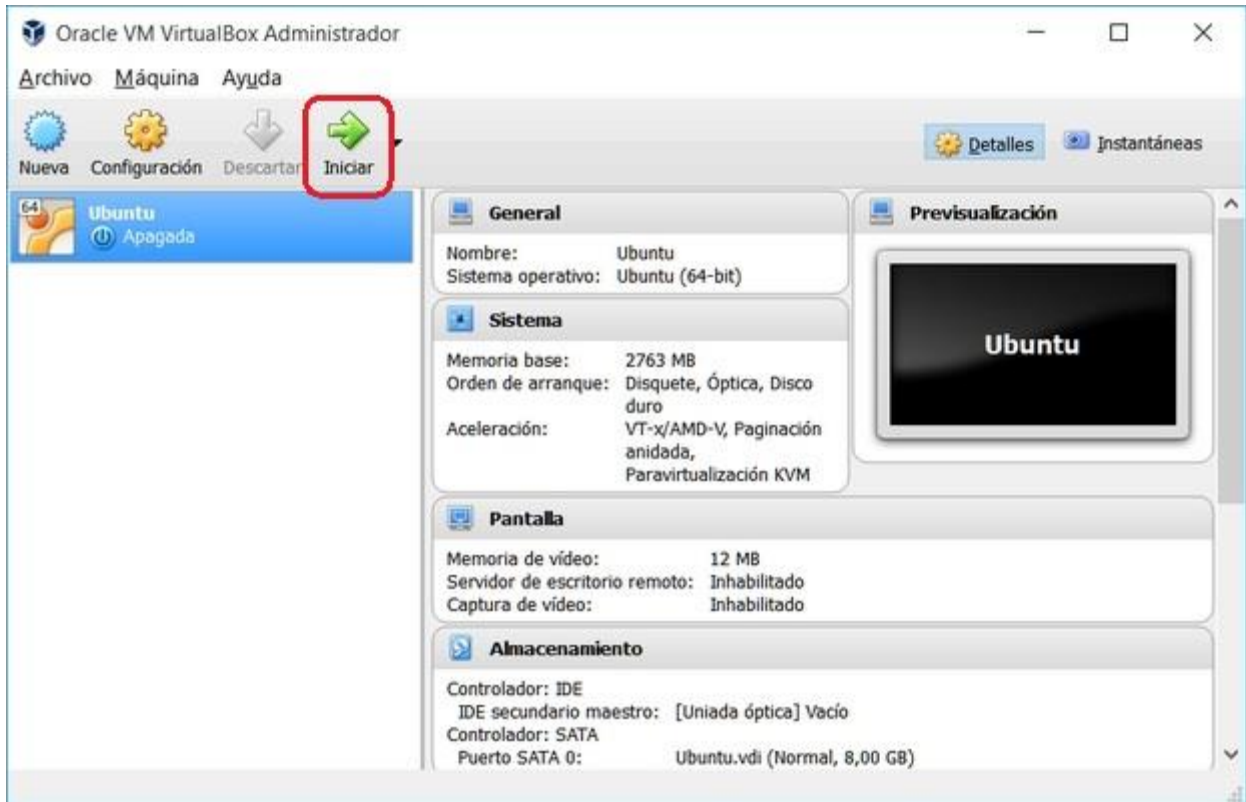 Oracle VM VirtualBox Administrador
Archivo Máquina Ayuda
Nueva Configuración Descartar Iniciar
Detalles Instantáneas
64 Ubuntu
Apagada
General
Nombre: Ubuntu
Sistema operativo: Ubuntu (64-bit)
Sistema
Memoria base: 2763 MB
Orden de arranque: Disquete, Óptica, Disco
duro
Aceleración: VT-x/AMD-V, Paginación
anidada,
Paravirtualización KVM
Previsualización
Ubuntu
Pantalla
Memoria de vídeo: 12 MB
Servidor de escritorio remoto: Inhabilitado
Captura de vídeo: Inhabilitado
Almacenamiento
Controlador: IDE
IDE secundario maestro: [Uniada óptica] Vacío
Controlador: SATA
Puerto SATA 0: Ubuntu.vdi (Normal, 8,00 GB)